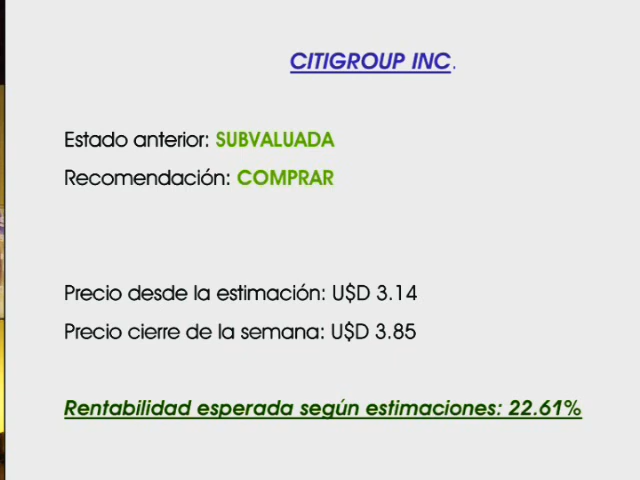 CITIGROUP INC.
Estado anterior: SUBVALUADA
Recomendación: COMPRAR
Precio desde la estimación: U$D 3.14
Precio cierre de la semana: U$D 3.85
Rentabilidad esperada según estimaciones: 22.61%